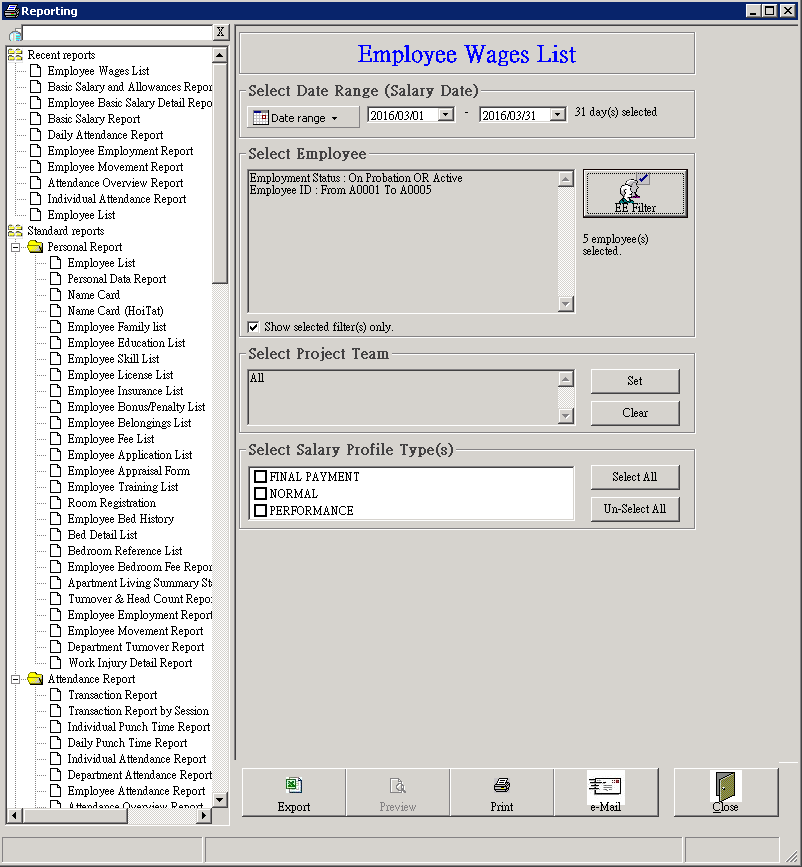 Reporting
X
Recent reports
Employee Wages List
Basic Salary and Allowances Repor
Employee Basic Salary Detail Repo
Basic Salary Report
Daily Attendance Report
Employee Employment Report
Employee Movement Report
Attendance Overview Report
Individual Attendance Report
Employee List
Standard reports
Personal Report
Employee List
Personal Data Report
Name Card
Name Card (HoiTat)
Employee Family list
Employee Education List
Employee Skill List
Employee License List
Employee Insurance List
Employee Bonus/Penalty List
Employee Belongings List
Employee Fee List
Employee Application List
Employee Appraisal Form
Employee Training List
Room Registration
Employee Bed History
Bed Detail List
Bedroom Reference List
Employee Bedroom Fee Repor
Apartment Living Summary St
Turnover & Head Count Repo
Employee Employment Report
Employee Movement Report
Department Turnover Report
Work Injury Detail Report
Attendance Report
Transaction Report
Transaction Report by Session
Individual Punch Time Report
Daily Punch Time Report
Individual Attendance Report
Department Attendance Report
Employee Attendance Report
Attendance Overview Report
Employee Wages List
Select Date Range (Salary Date)
Date range 2016/03/01 - 2016/03/31 31 day(s) selected
Select Employee
Employment Status : On Probation OR Active
Employee ID : From A0001 To A0005
EE Filter
5 employee(s)
selected.
Show selected filter(s) only.
Select Project Team
All
Set
Clear
Select Salary Profile Type(s)
FINAL PAYMENT
NORMAL
PERFORMANCE
Select All
Un-Select All
Export Preview Print e-Mail Close